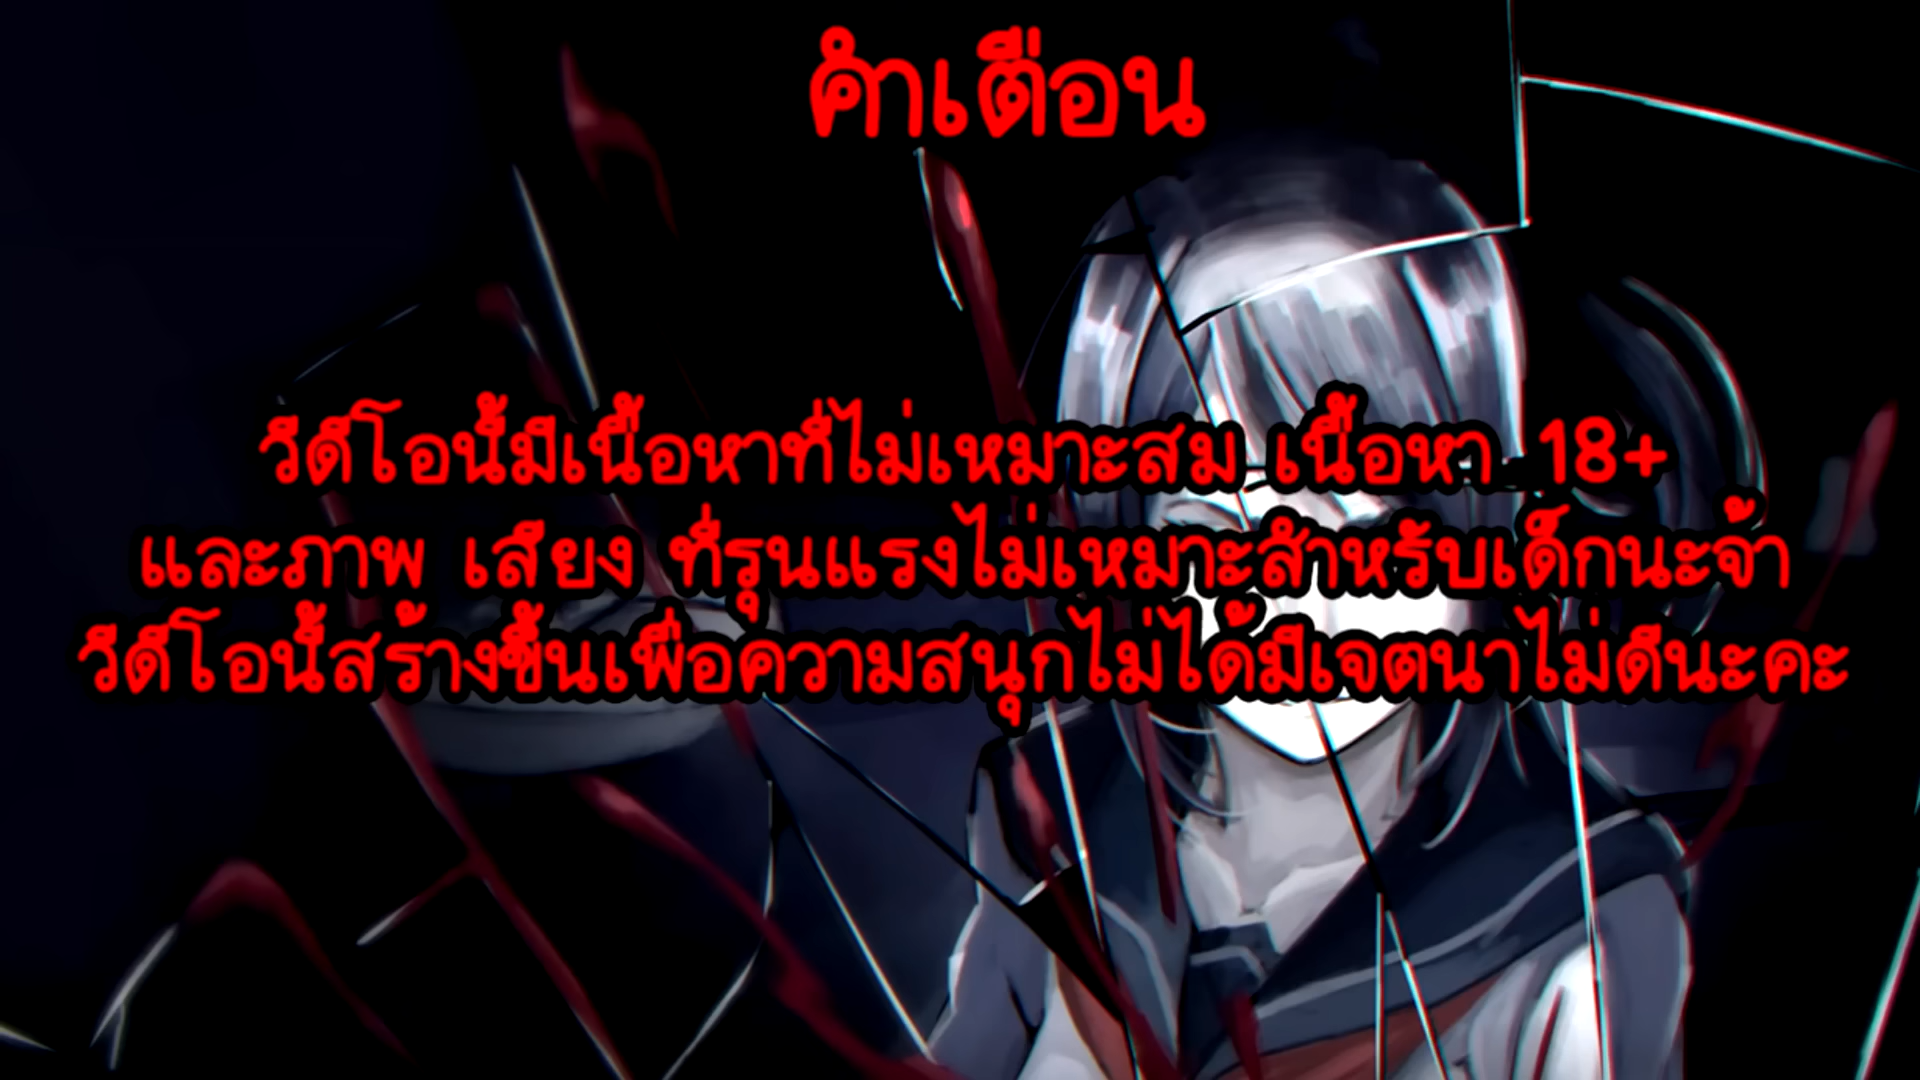 คำเตือน
วีดีโอนี้มีเนื้อหาที่ไม่เหมาะสม เนื้อหา 18+
และภาพ เสียง ที่รุนแรงไม่เหมาะสำหรับเด็กนะจ้า
วีดีโอนี้สร้างขึ้นเพื่อความสนุกไม่ได้มีเจตนาไม่ดีนะคะ